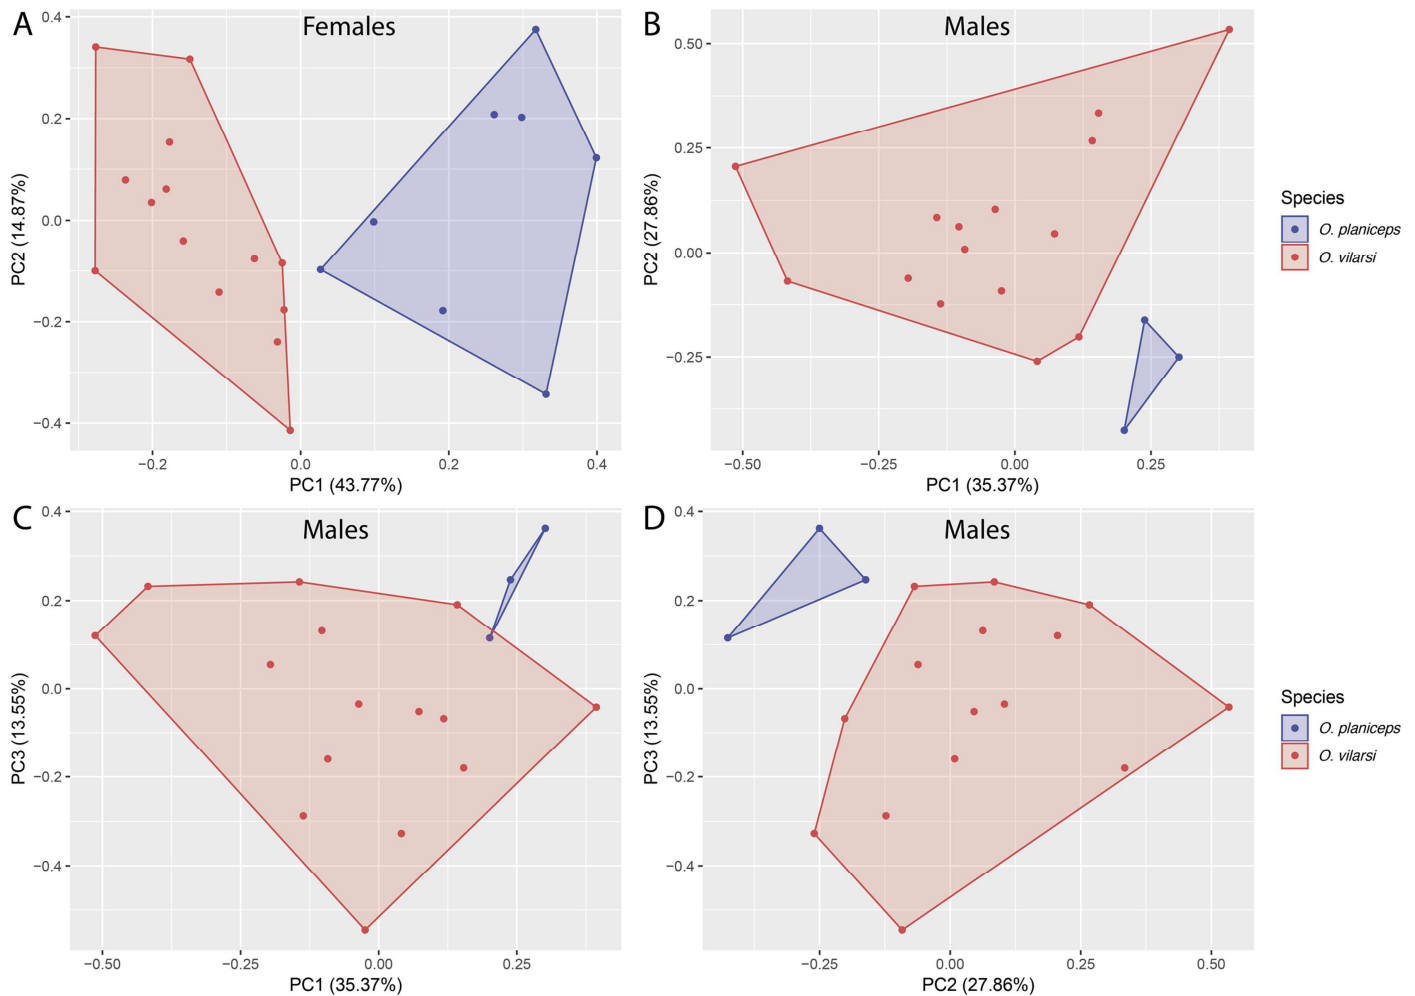 A
Females
0.4
0.2
0.0
−0.2
−0.4
PC2 (14.87%)
−0.2
0.0
0.2
0.4
PC1 (43.77%)
B
Males
0.50
0.25
0.00
−0.25
PC2 (27.86%)
−0.50
−0.25
0.00
0.25
PC1 (35.37%)
Species
O. planiceps
O. vilarsi
C
Males
0.4
0.2
0.0
−0.2
−0.4
PC3 (13.55%)
−0.50
−0.25
0.00
0.25
PC1 (35.37%)
D
Males
0.4
0.2
0.0
−0.2
−0.4
PC3 (13.55%)
−0.25
0.00
0.25
0.50
PC2 (27.86%)
Species
O. planiceps
O. vilarsi